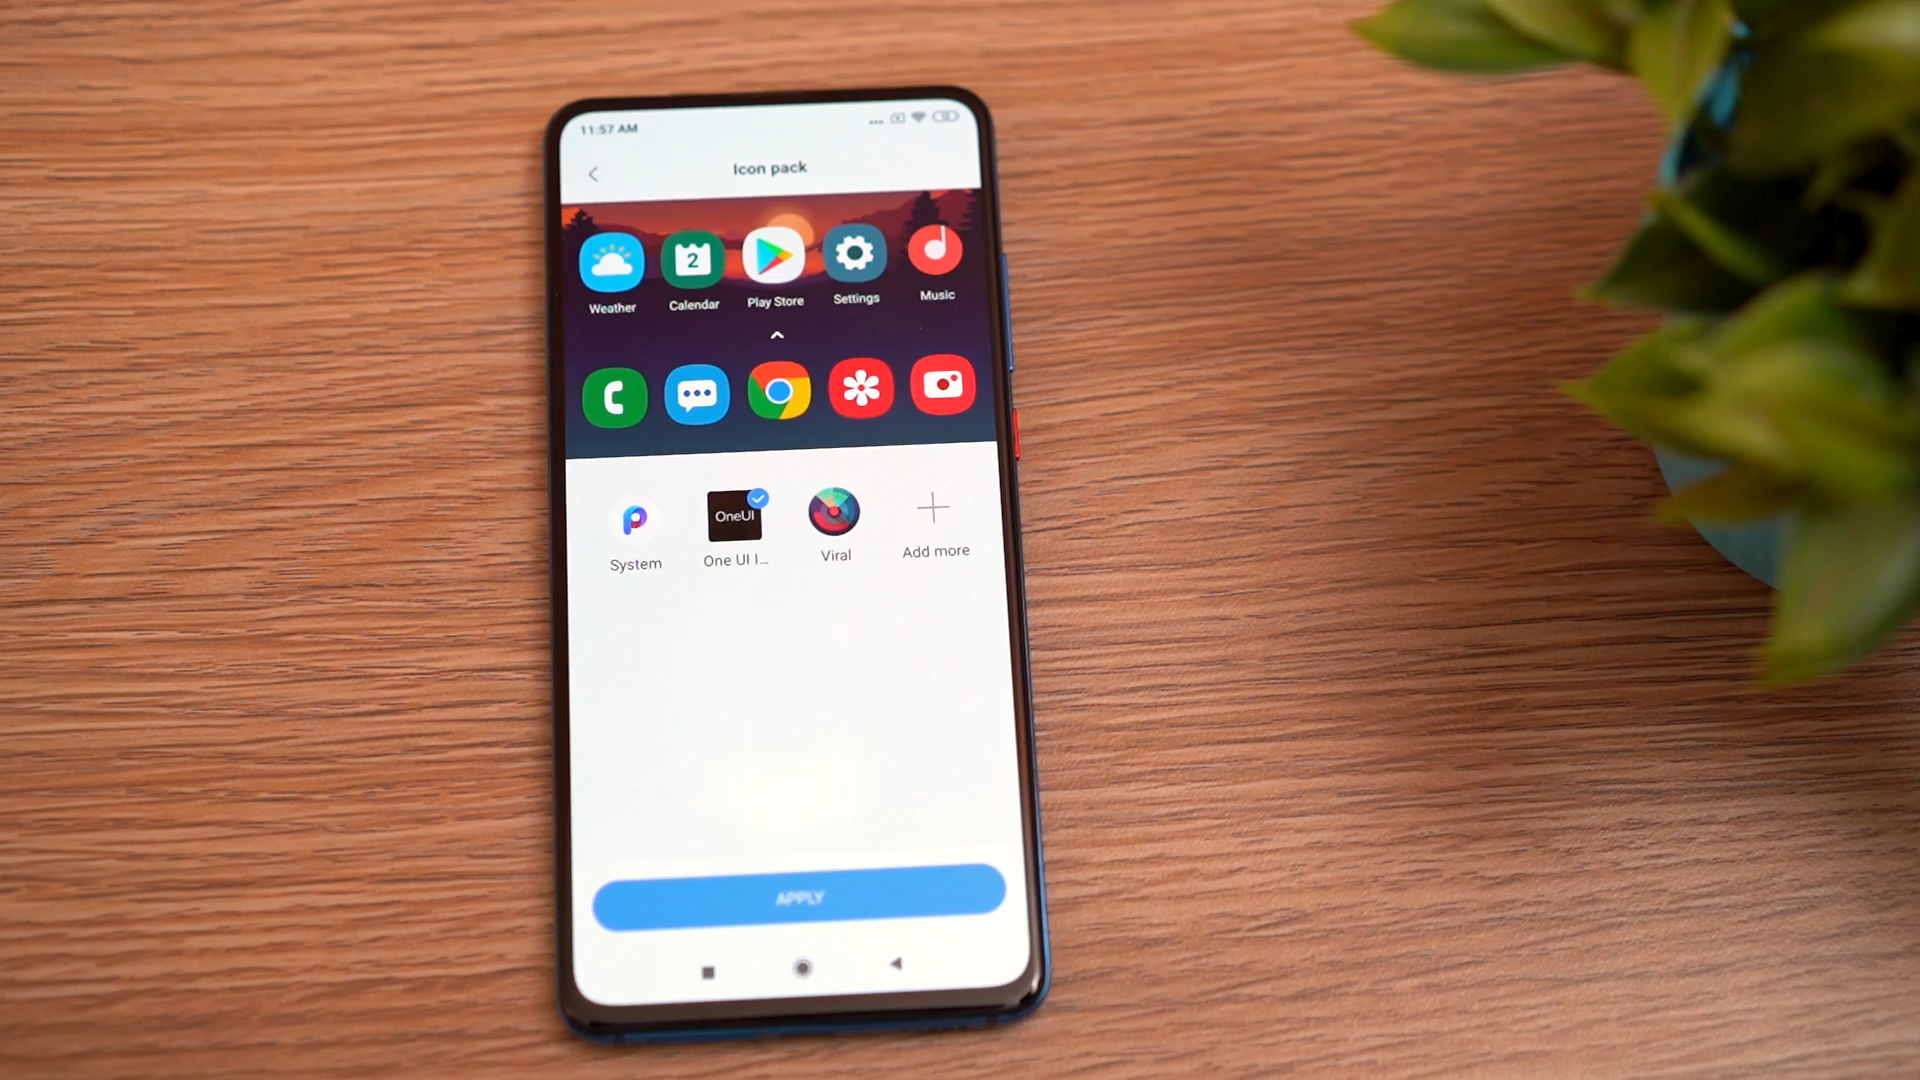 11:57 AM
Icon pack
2
Weather
Calendar
Play Store
Settings
Music
OneUI
System
One UI I...
Viral
Add more
APPLY